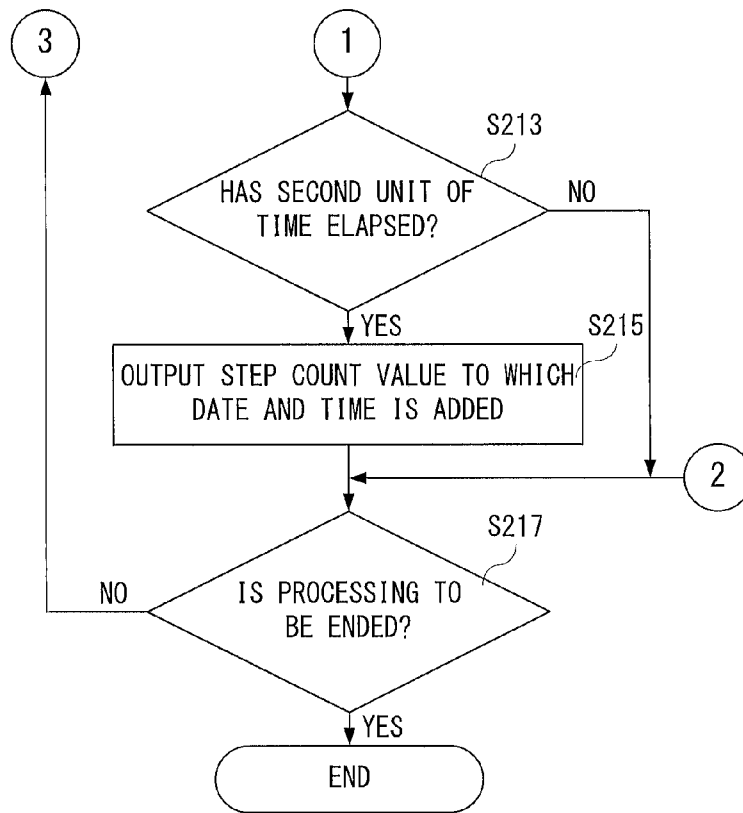 3
1
S213
HAS SECOND UNIT OF
TIME ELAPSED?
NO
YES
S215
OUTPUT STEP COUNT VALUE TO WHICH
DATE AND TIME IS ADDED
2
S217
NO
IS PROCESSING TO
BE ENDED?
YES
END